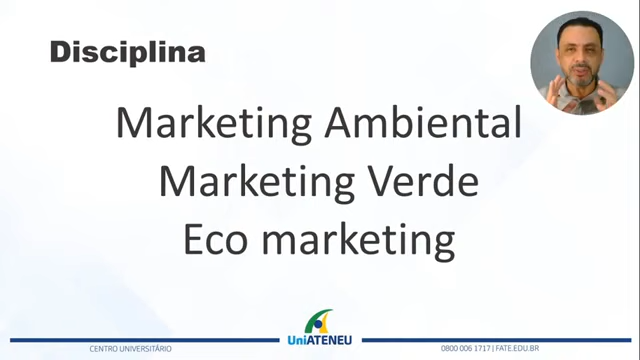 Disciplina
Marketing Ambiental
Marketing Verde
Eco marketing
UniATENEU
CENTRO UNIVERSITÁRIO
0800 006 1717 | FATE.EDU.BR